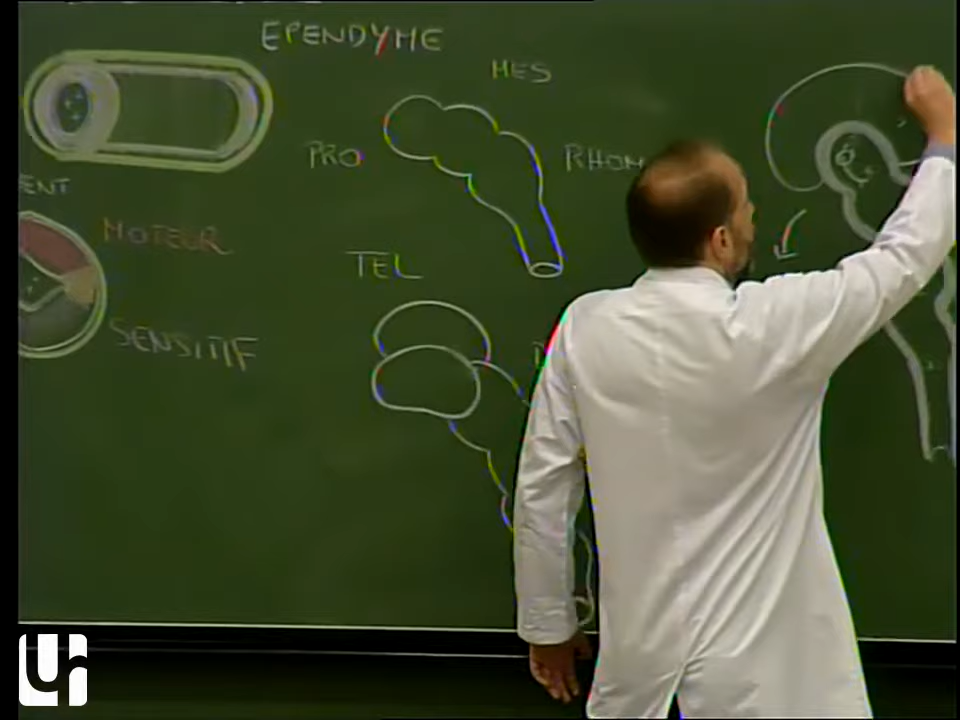 EPENDYME
MES
PRO
RHOM
ENT
MOTEUR
TEL
SENSITIF